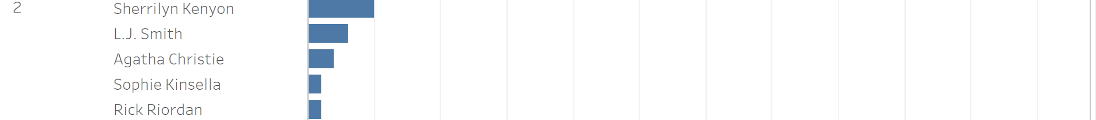 2 Sherrilyn Kenyon
L.J. Smith
Agatha Christie
Sophie Kinsella
Rick Riordan